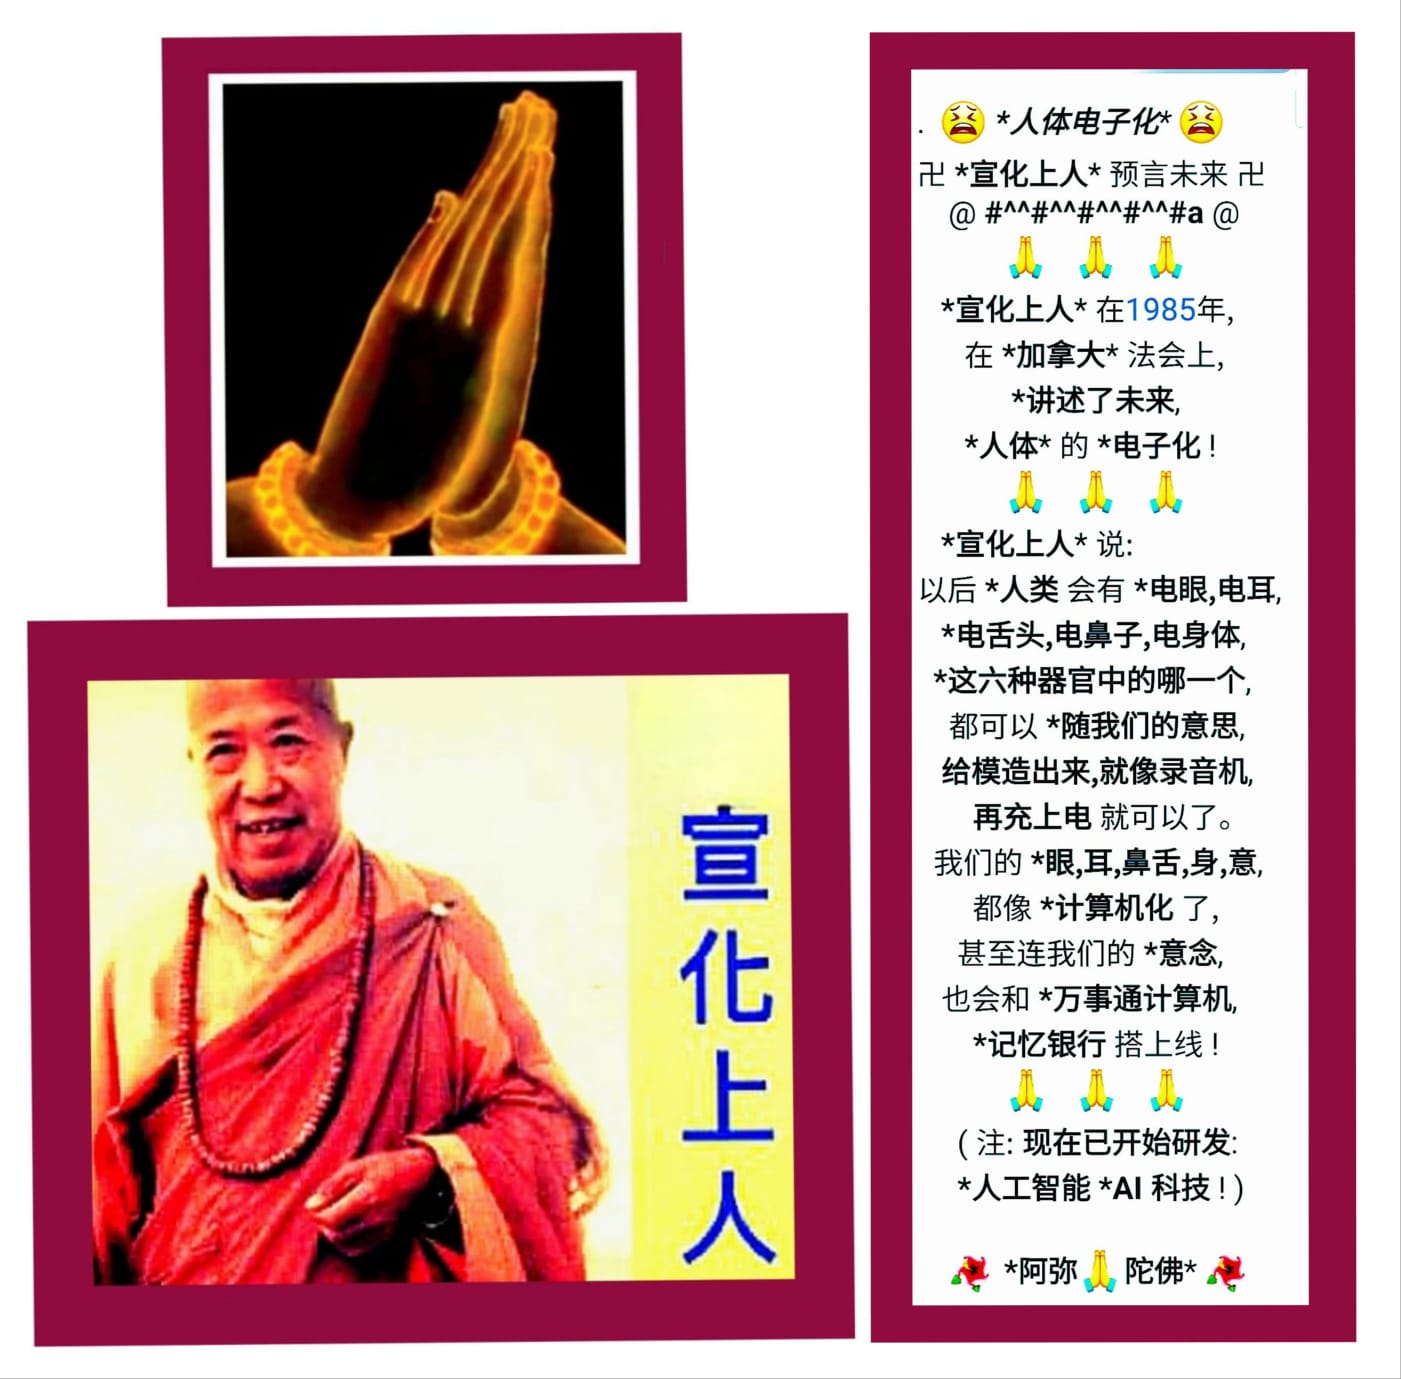 宣化上人
. 😫 *人体电子化* 😫
卍 *宣化上人* 预言未来 卍
@ #^^#^^#^^#^^#a @
🙏 🙏 🙏
*宣化上人* 在1985年,
在 *加拿大* 法会上,
*讲述了未来,
*人体* 的 *电子化 !
🙏 🙏 🙏
*宣化上人* 说:
以后 *人类 会有 *电眼,电耳,
*电舌头,电鼻子,电身体,
*这六种器官中的哪一个,
都可以 *随我们的意思,
给模造出来,就像录音机,
再充上电 就可以了。
我们的 *眼,耳,鼻舌,身,意,
都像 *计算机化 了,
甚至连我们的 *意念,
也会和 *万事通计算机,
*记忆银行 搭上线 !
🙏 🙏 🙏
( 注: 现在已开始研发:
*人工智能 *AI 科技 ! )
🌹 *阿弥🙏陀佛* 🌹